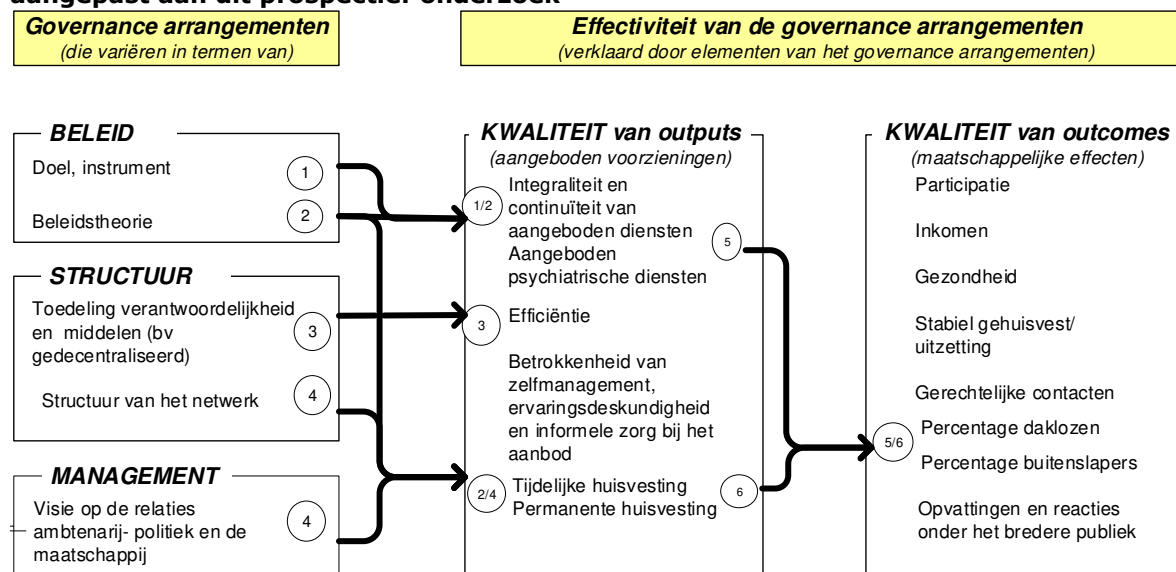 aangepast aan dit prospectief onderzoek
Governance arrangementen
(die variëren in termen van)
Effectiviteit van de governance arrangementen
(verklaard door elementen van het governance arrangementen)
BELEID
Doel, instrument
1
Beleidstheorie
2
STRUCTUUR
Toedeling verantwoordelijkheid
en middelen (bv
gedecentraliseerd)
3
Structuur van het netwerk
4
MANAGEMENT
Visie op de relaties
ambtenarij- politiek en de
maatschappij
4
KWALITEIT van outputs
(aangeboden voorzieningen)
1/2
Integraliteit en
continuïteit van
aangeboden diensten
Aangeboden
psychiatrische diensten
5
3
Efficiëntie
Betrokkenheid van
zelfmanagement,
ervaringsdeskundigheid
en informele zorg bij het
aanbod
2/4
Tijdelijke huisvesting
Permanente huisvesting
6
KWALITEIT van outcomes
(maatschappelijke effecten)
Participatie
Inkomen
Gezondheid
Stabiel gehuisvest/
uitzetting
Gerechtelijke contacten
5/6
Percentage daklozen
Percentage buitenslapers
Opvattingen en reacties
onder het bredere publiek